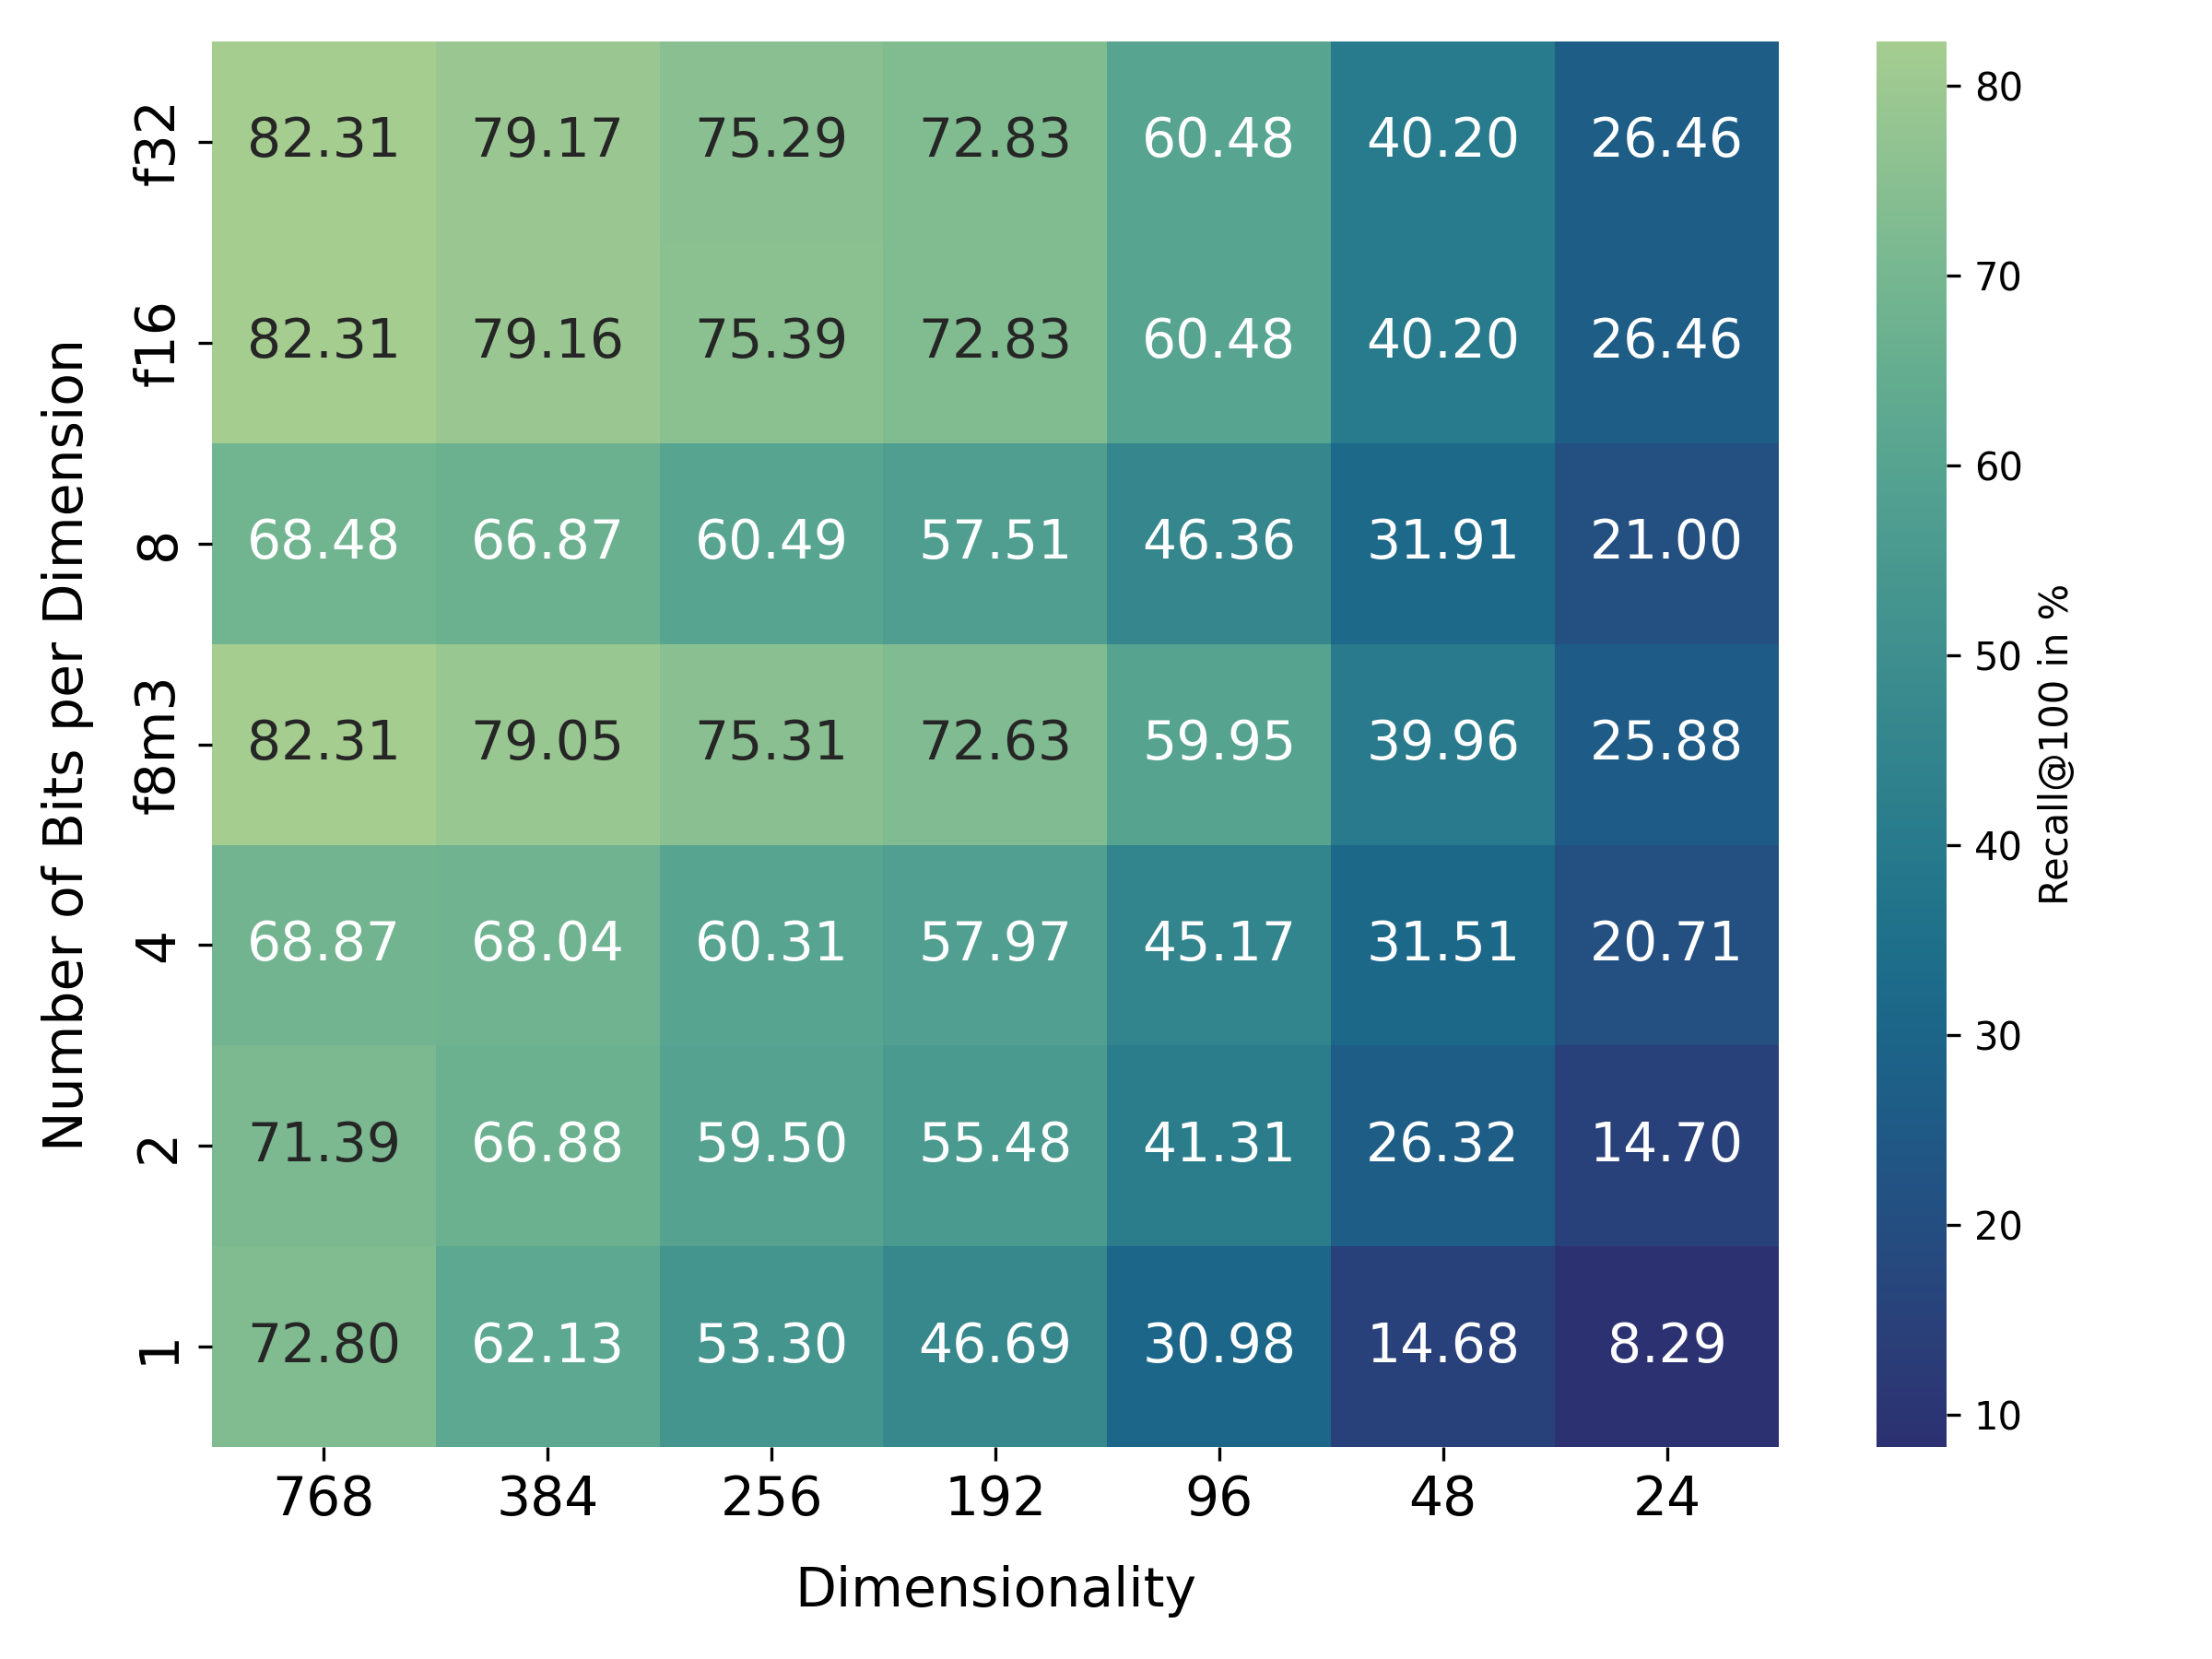 Number of Bits per Dimension
f32 82.31 79.17 75.29 72.83 60.48 40.20 26.46
f16 82.31 79.16 75.39 72.83 60.48 40.20 26.46
8 68.48 66.87 60.49 57.51 46.36 31.91 21.00
f8m3 82.31 79.05 75.31 72.63 59.95 39.96 25.88
4 68.87 68.04 60.31 57.97 45.17 31.51 20.71
2 71.39 66.88 59.50 55.48 41.31 26.32 14.70
1 72.80 62.13 53.30 46.69 30.98 14.68 8.29
768 384 256 192 96 48 24
Dimensionality
80
70
60
50
40
30
20
10
Recall@100 in %